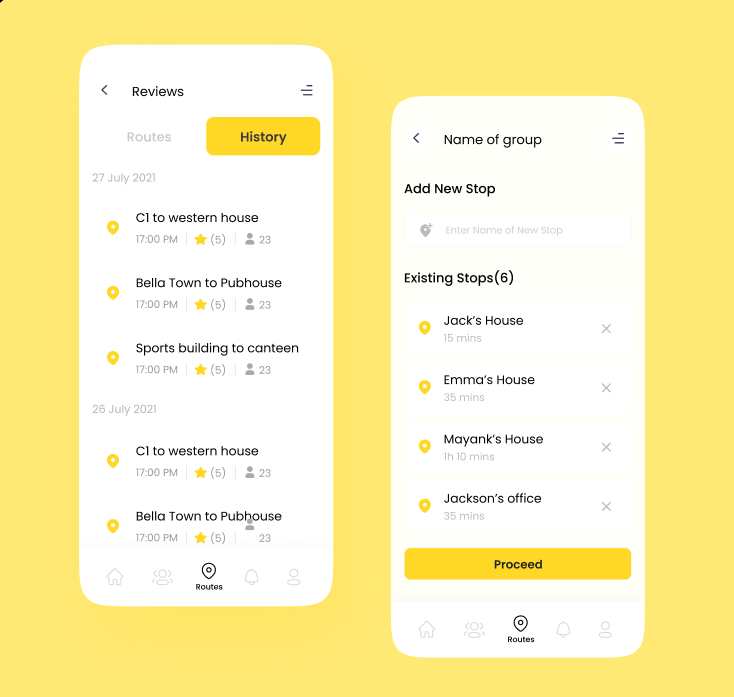 Reviews
Routes
History
27 July 2021
C1 to western house
17:00 PM (5) 23
Bella Town to Pubhouse
17:00 PM (5) 23
Sports building to canteen
17:00 PM (5) 23
26 July 2021
C1 to western house
17:00 PM (5) 23
Bella Town to Pubhouse
17:00 PM (5) 23
Routes
Name of group
Add New Stop
Enter Name of New Stop
Existing Stops(6)
Jack’s House
15 mins
Emma’s House
35 mins
Mayank’s House
1h 10 mins
Jackson’s office
35 mins
Proceed
Routes